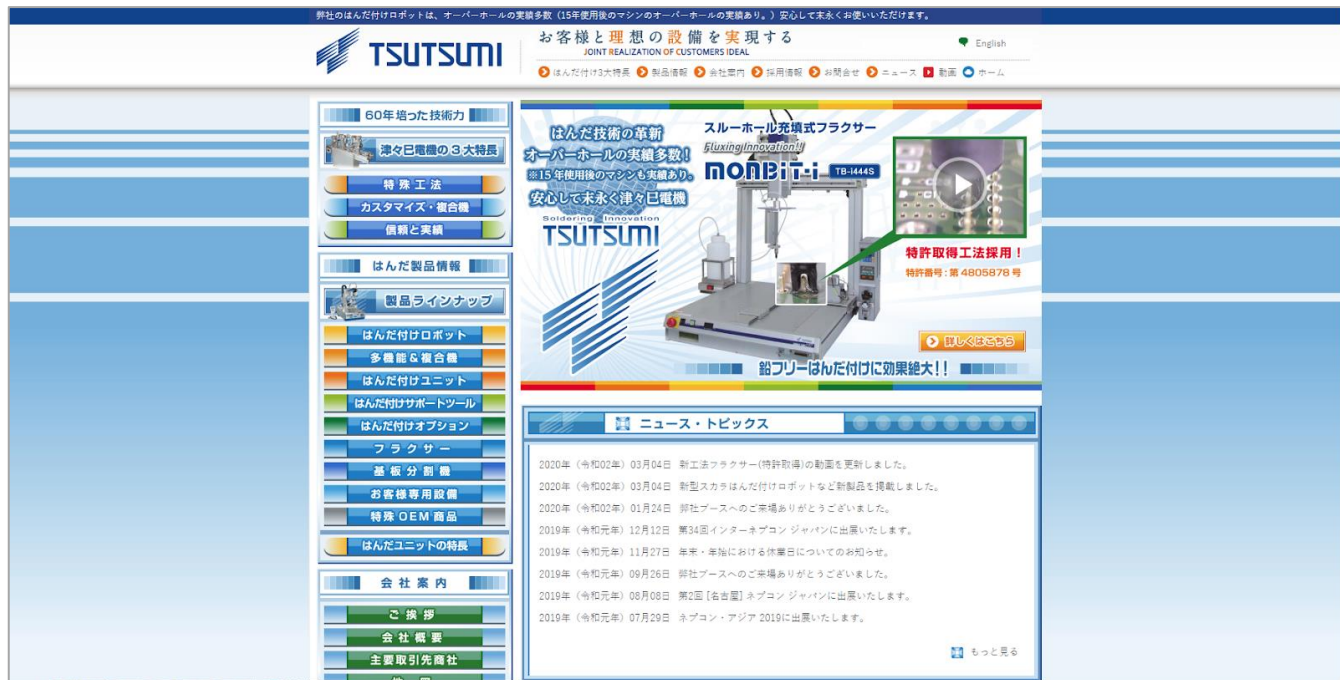 弊社のはんだ付けロボットは、オーバーホールの実績多数（15年使用後のマシンのオーバーホールの実績あり。）安心して末永くお使いいただけます。
TSUTSUMI
お客様と理想の設備を実現する
JOINT REALIZATION OF CUSTOMERS IDEAL
English
はんだ付け3大特長 製品情報 会社案内 採用情報 お問合せ ニュース 動画 ホーム
60年培った技術力
津々巳電機の3大特長
特殊工法
カスタマイズ・複合機
信頼と実績
はんだ製品情報
製品ラインナップ
はんだ付けロボット
多機能&複合機
はんだ付けユニット
はんだ付けサポートツール
はんだ付けオプション
フラクサー
基板分割機
お客様専用設備
特殊OEM商品
はんだユニットの特長
会社案内
ご挨拶
会社概要
主要取引先商社
はんだ技術の革新
オーバーホールの実績多数!
※15年使用後のマシンも実績あり。
安心して末永く津々巳電機
Soldering Innovation
TSUTSUMI
スルーホール充填式フラクサー
Fluxing Innovation!!
MONBiT-i TB-i444S
特許取得工法採用!
特許番号:第4805878号
詳しくはこちら
鉛フリーはんだ付けに効果絶大!!
ニュース・トピックス
2020年（令和02年）03月04日 新工法フラクサー(特許取得)の動画を更新しました。
2020年（令和02年）03月04日 新型スカラはんだ付けロボットなど新製品を掲載しました。
2020年（令和02年）01月24日 弊社ブースへのご来場ありがとうございました。
2019年（令和元年）12月12日 第34回インターネプコン ジャパンに出展いたします。
2019年（令和元年）11月27日 年末・年始における休業日についてのお知らせ。
2019年（令和元年）09月26日 弊社ブースへのご来場ありがとうございました。
2019年（令和元年）08月08日 第2回 [名古屋] ネプコン ジャパンに出展いたします。
2019年（令和元年）07月29日 ネプコン・アジア 2019に出展いたします。
もっと見る